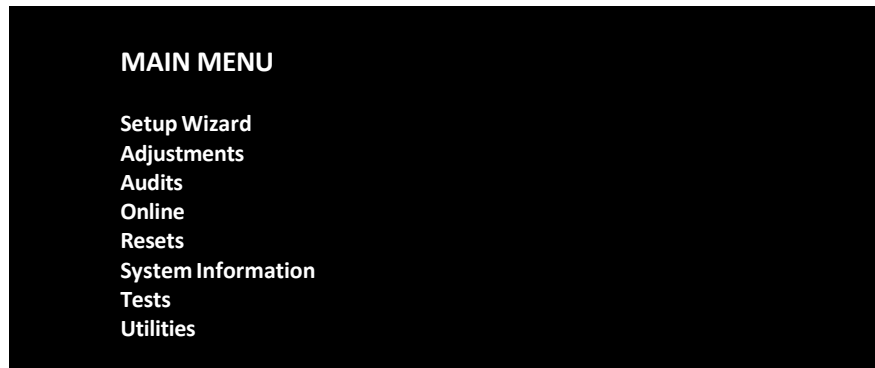 MAIN MENU
Setup Wizard
Adjustments
Audits
Online
Resets
System Information
Tests
Utilities